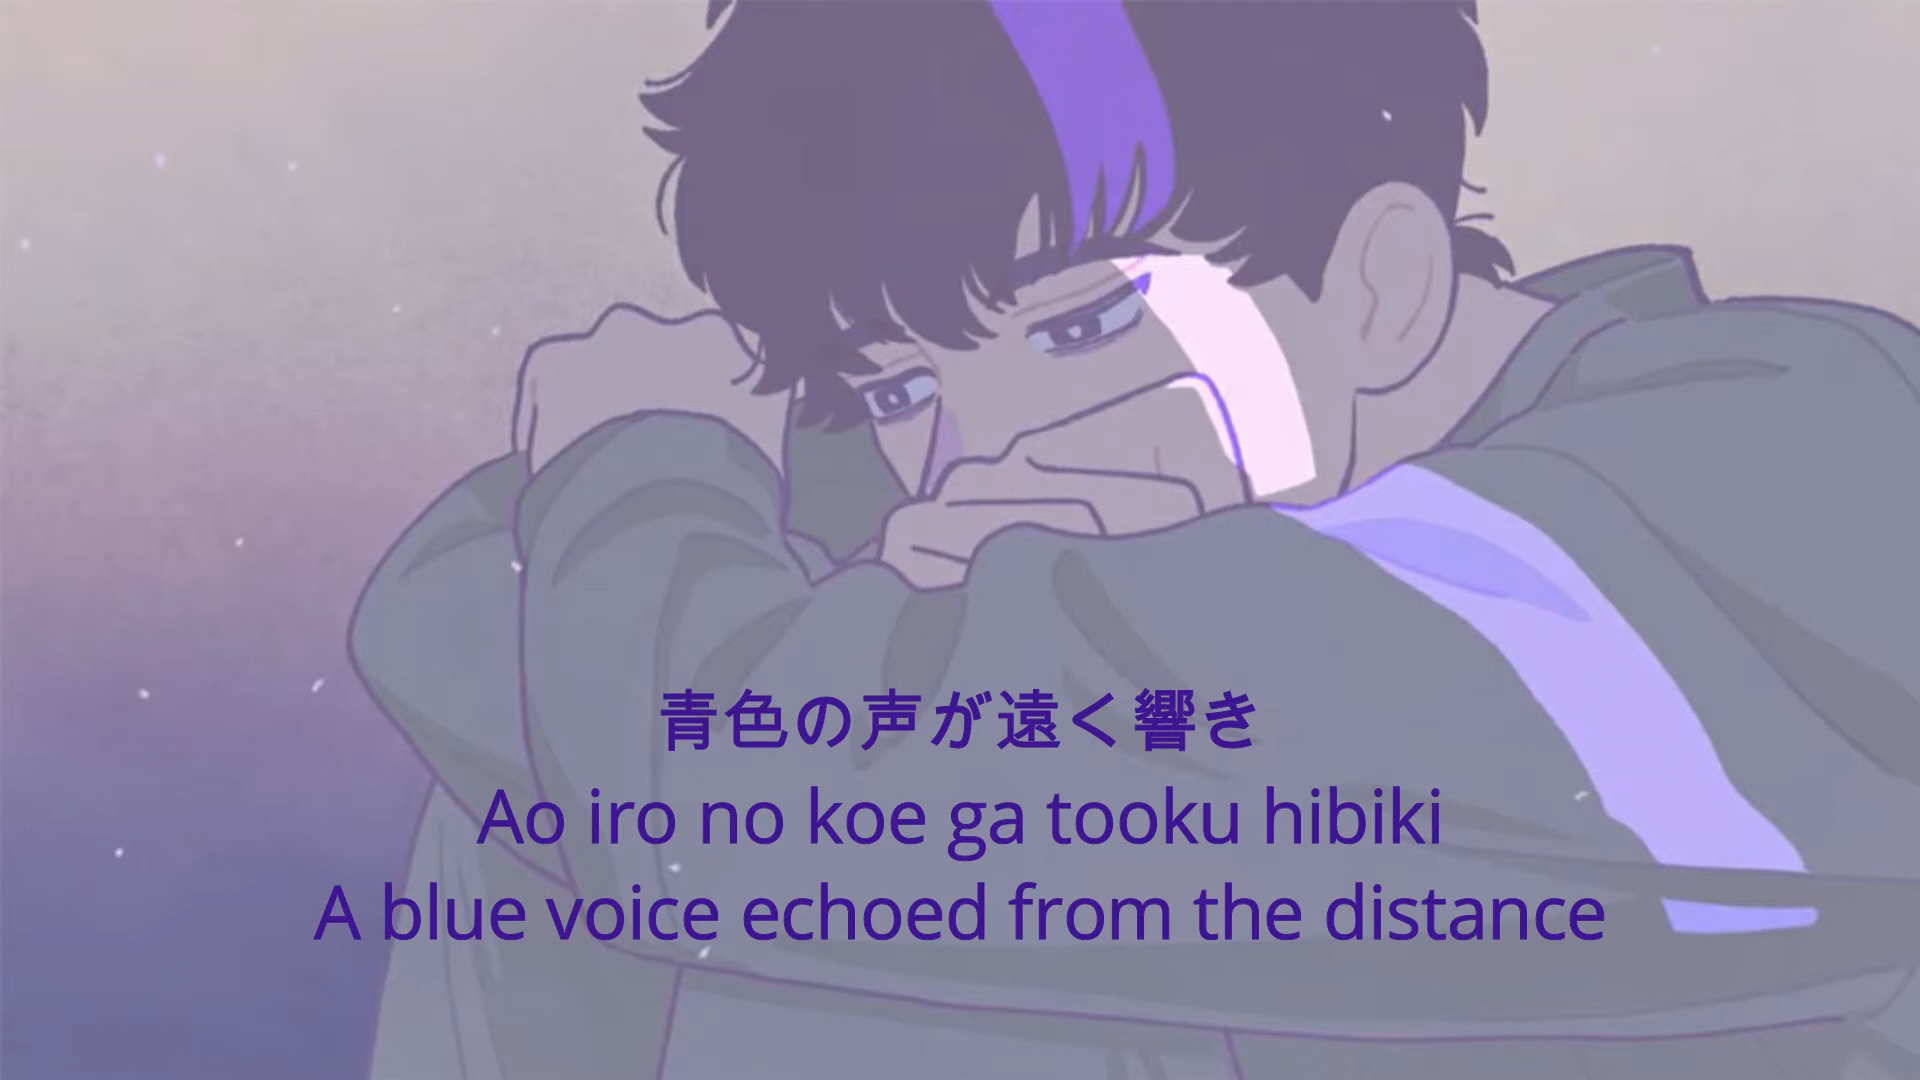 青色の声が遠く響き
Ao iro no koe ga tooku hibiki
A blue voice echoed from the distance